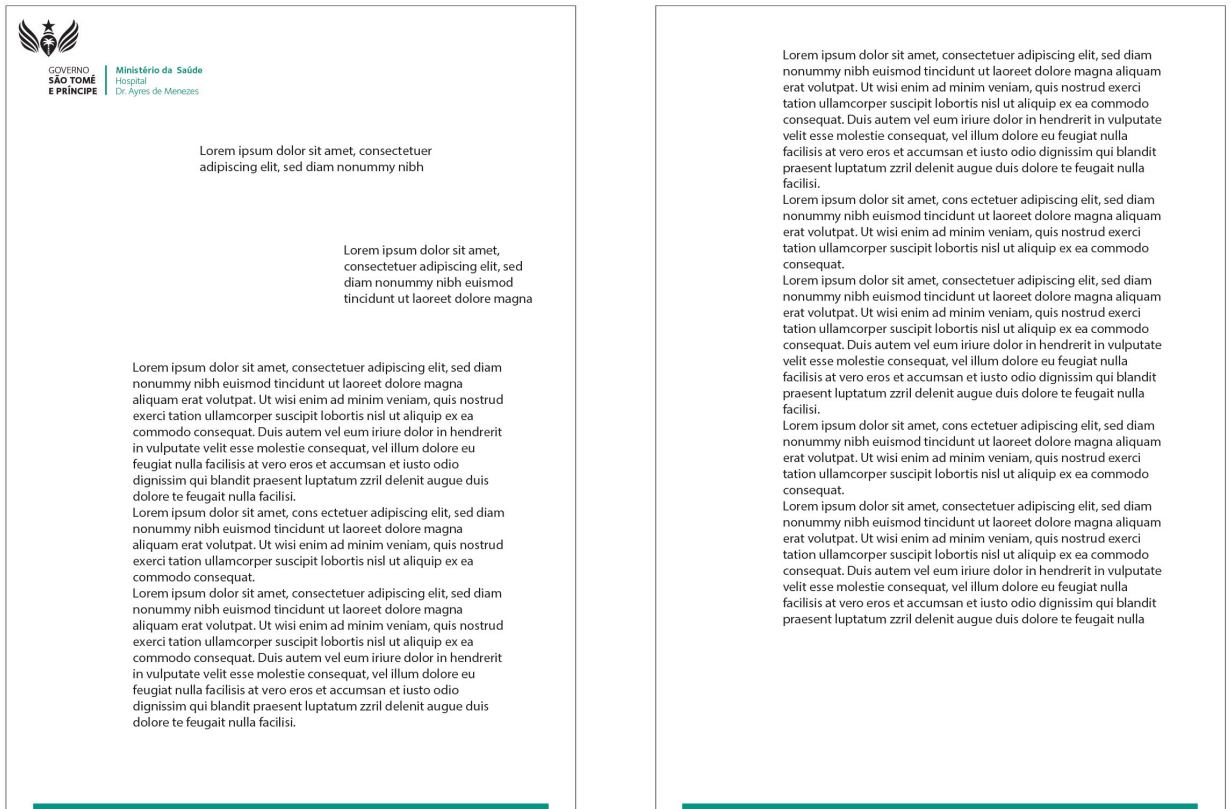 GOVERNO
SÃO TOMÉ
E PRÍNCIPE
Ministério da Saúde
Hospital
Dr. Ayres de Menezes
Lorem ipsum dolor sit amet, consectetuer
adipiscing elit, sed diam nonummy nibh
Lorem ipsum dolor sit amet,
consectetuer adipiscing elit, sed
diam nonummy nibh euismod
tincidunt ut laoreet dolore magna
Lorem ipsum dolor sit amet, consectetuer adipiscing elit, sed diam
nonummy nibh euismod tincidunt ut laoreet dolore magna
aliquam erat volutpat. Ut wisi enim ad minim veniam, quis nostrud
exerci tation ullamcorper suscipit lobortis nisl ut aliquip ex ea
commodo consequat. Duis autem vel eum iriure dolor in hendrerit
in vulputate velit esse molestie consequat, vel illum dolore eu
feugiat nulla facilisis at vero eros et accumsan et iusto odio
dignissim qui blandit praesent luptatum zzril delenit augue duis
dolore te feugait nulla facilisi.
Lorem ipsum dolor sit amet, cons ectetuer adipiscing elit, sed diam
nonummy nibh euismod tincidunt ut laoreet dolore magna
aliquam erat volutpat. Ut wisi enim ad minim veniam, quis nostrud
exerci tation ullamcorper suscipit lobortis nisl ut aliquip ex ea
commodo consequat.
Lorem ipsum dolor sit amet, consectetuer adipiscing elit, sed diam
nonummy nibh euismod tincidunt ut laoreet dolore magna
aliquam erat volutpat. Ut wisi enim ad minim veniam, quis nostrud
exerci tation ullamcorper suscipit lobortis nisl ut aliquip ex ea
commodo consequat. Duis autem vel eum iriure dolor in hendrerit
in vulputate velit esse molestie consequat, vel illum dolore eu
feugiat nulla facilisis at vero eros et accumsan et iusto odio
dignissim qui blandit praesent luptatum zzril delenit augue duis
dolore te feugait nulla facilisi.
Lorem ipsum dolor sit amet, consectetuer adipiscing elit, sed diam
nonummy nibh euismod tincidunt ut laoreet dolore magna aliquam
erat volutpat. Ut wisi enim ad minim veniam, quis nostrud exerci
tation ullamcorper suscipit lobortis nisl ut aliquip ex ea commodo
consequat. Duis autem vel eum iriure dolor in hendrerit in vulputate
velit esse molestie consequat, vel illum dolore eu feugiat nulla
facilisis at vero eros et accumsan et iusto odio dignissim qui blandit
praesent luptatum zzril delenit augue duis dolore te feugait nulla
facilisi.
Lorem ipsum dolor sit amet, cons ectetuer adipiscing elit, sed diam
nonummy nibh euismod tincidunt ut laoreet dolore magna aliquam
erat volutpat. Ut wisi enim ad minim veniam, quis nostrud exerci
tation ullamcorper suscipit lobortis nisl ut aliquip ex ea commodo
consequat.
Lorem ipsum dolor sit amet, consectetuer adipiscing elit, sed diam
nonummy nibh euismod tincidunt ut laoreet dolore magna aliquam
erat volutpat. Ut wisi enim ad minim veniam, quis nostrud exerci
tation ullamcorper suscipit lobortis nisl ut aliquip ex ea commodo
consequat. Duis autem vel eum iriure dolor in hendrerit in vulputate
velit esse molestie consequat, vel illum dolore eu feugiat nulla
facilisis at vero eros et accumsan et iusto odio dignissim qui blandit
praesent luptatum zzril delenit augue duis dolore te feugait nulla
facilisi.
Lorem ipsum dolor sit amet, cons ectetuer adipiscing elit, sed diam
nonummy nibh euismod tincidunt ut laoreet dolore magna aliquam
erat volutpat. Ut wisi enim ad minim veniam, quis nostrud exerci
tation ullamcorper suscipit lobortis nisl ut aliquip ex ea commodo
consequat.
Lorem ipsum dolor sit amet, consectetuer adipiscing elit, sed diam
nonummy nibh euismod tincidunt ut laoreet dolore magna aliquam
erat volutpat. Ut wisi enim ad minim veniam, quis nostrud exerci
tation ullamcorper suscipit lobortis nisl ut aliquip ex ea commodo
consequat. Duis autem vel eum iriure dolor in hendrerit in vulputate
velit esse molestie consequat, vel illum dolore eu feugiat nulla
facilisis at vero eros et accumsan et iusto odio dignissim qui blandit
praesent luptatum zzril delenit augue duis dolore te feugait nulla